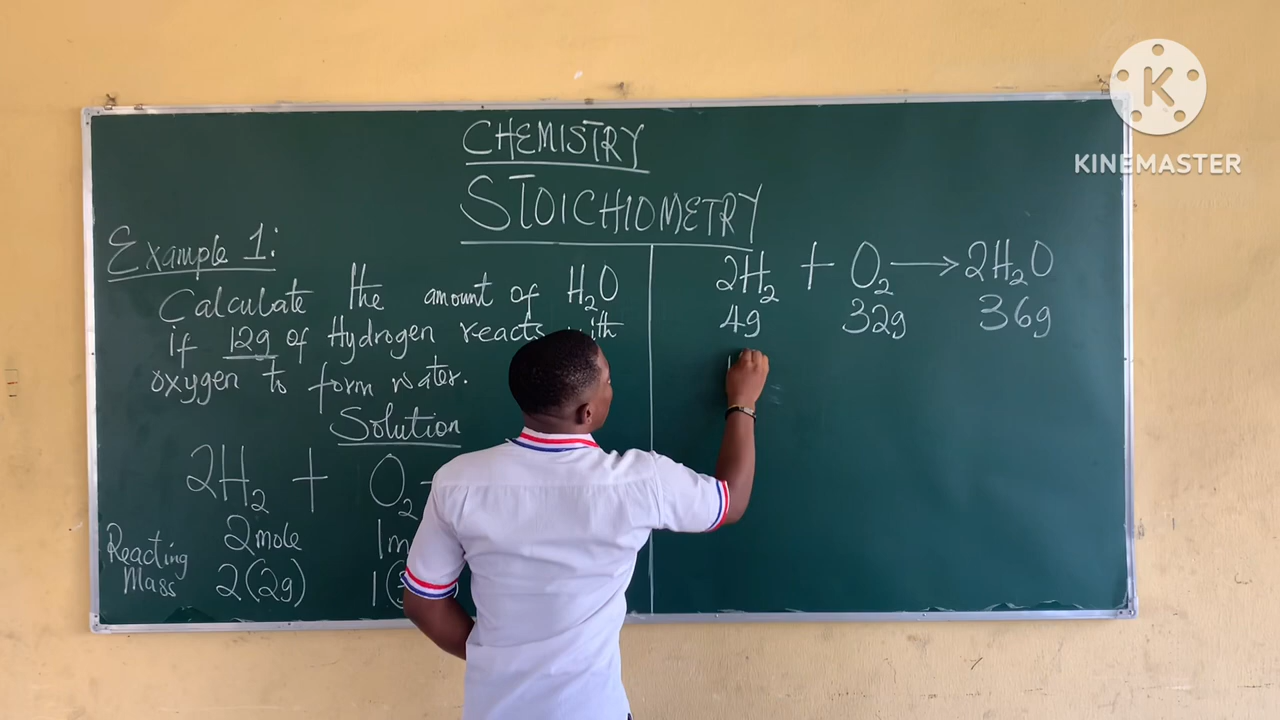 CHEMISTRY
STOICHIOMETRY
Example 1:
Calculate the amount of H₂O
if 12g of Hydrogen reacts with
oxygen to form water.
Solution
2H₂ + O₂
2mole 1m
Reacting Mass 2(2g) 1(
2H₂ + O₂ → 2H₂O
4g 32g 36g
K
KINEMASTER